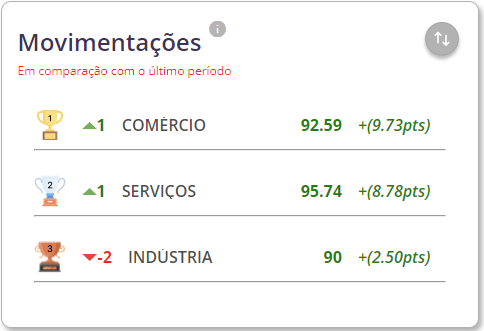 Movimentações i
Em comparação com o último período
1 1 COMÉRCIO 92.59 +(9.73pts)
2 1 SERVIÇOS 95.74 +(8.78pts)
3 -2 INDÚSTRIA 90 +(2.50pts)